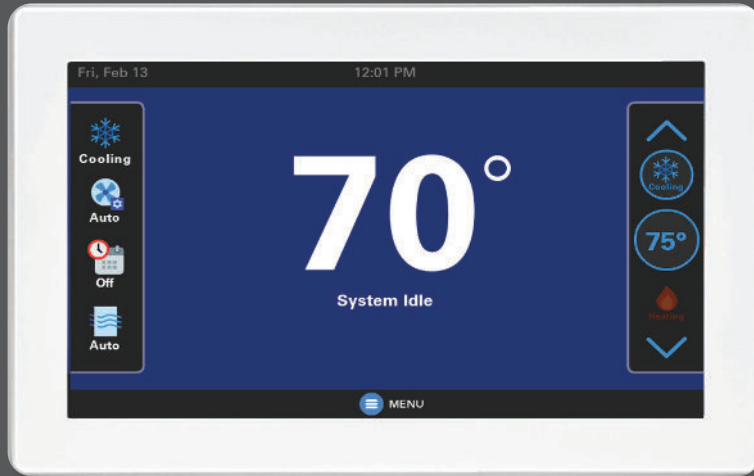 Fri, Feb 13
12:01 PM
Cooling
Auto
Off
Auto
70°
System Idle
Cooling
75°
Heating
MENU